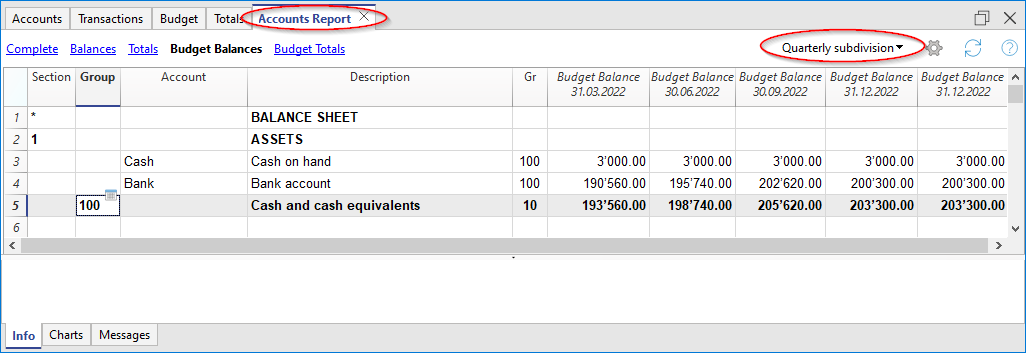 Accounts Transactions Budget Totals Accounts Report
Complete Balances Totals Budget Balances Budget Totals Quarterly subdivision
Section Group Account Description Gr Budget Balance 31.03.2022 Budget Balance 30.06.2022 Budget Balance 30.09.2022 Budget Balance 31.12.2022 Budget Balance 31.12.2022
1 * BALANCE SHEET
2 1 ASSETS
3 Cash Cash on hand 100 3'000.00 3'000.00 3'000.00 3'000.00 3'000.00
4 Bank Bank account 100 190'560.00 195'740.00 202'620.00 200'300.00 200'300.00
5 100 Cash and cash equivalents 10 193'560.00 198'740.00 205'620.00 203'300.00 203'300.00
6
Info Charts Messages